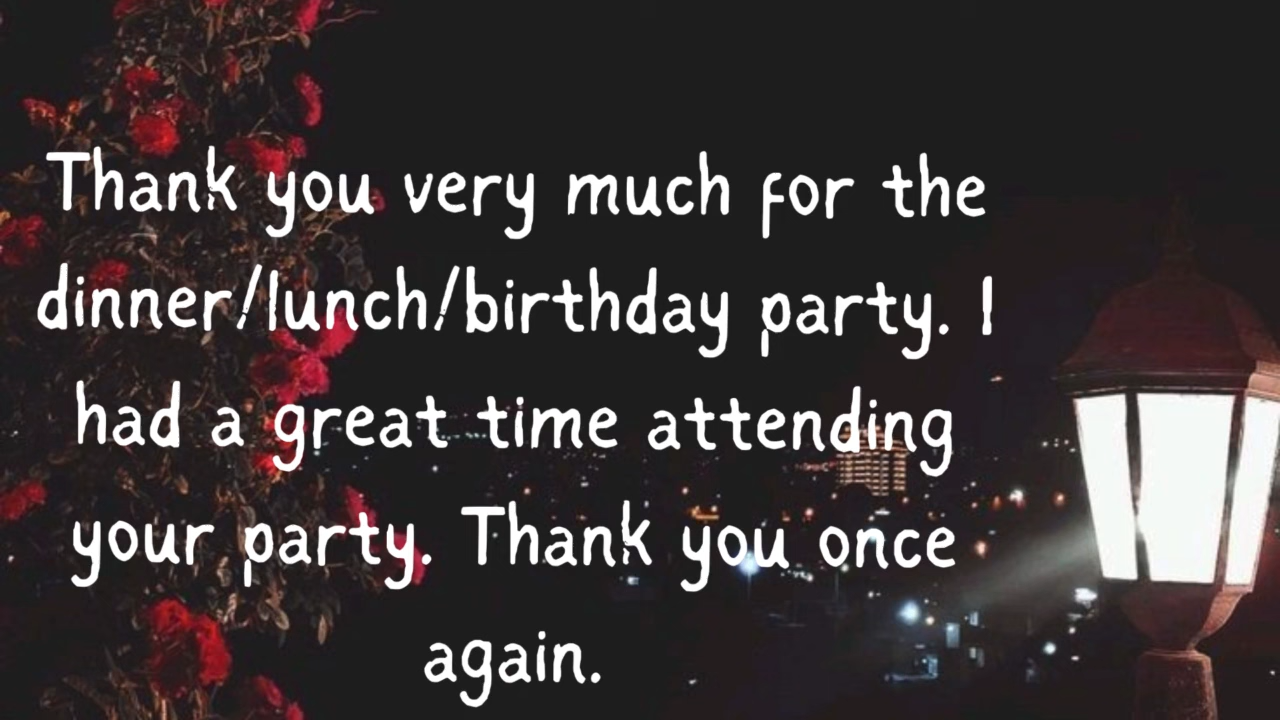 Thank you very much for the
dinner/lunch/birthday party. I
had a great time attending
your party. Thank you once
again.